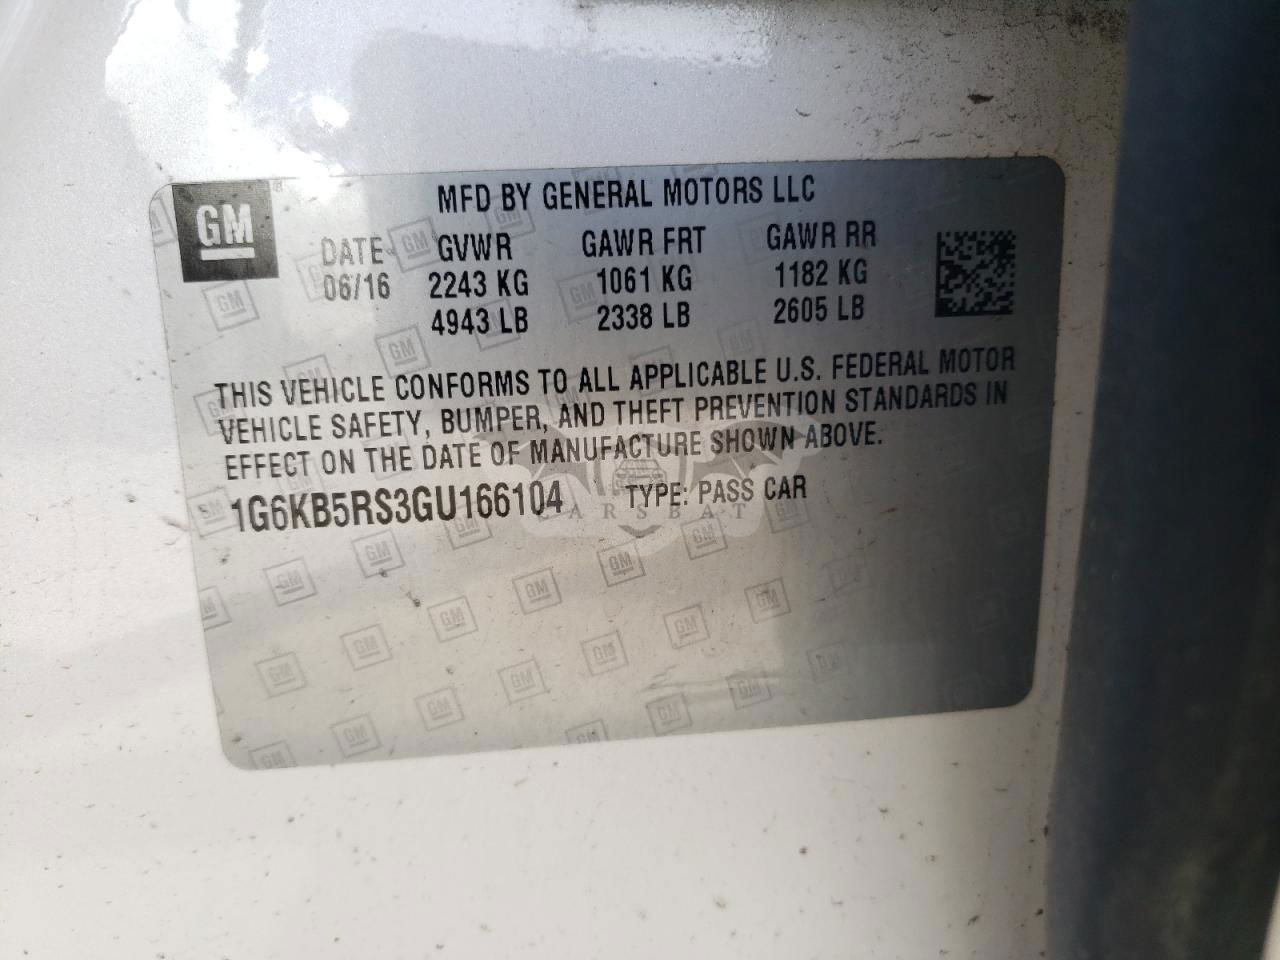 GM
MFD BY GENERAL MOTORS LLC
DATE GVWR GAWR FRT GAWR RR
06/16 2243 KG 1061 KG 1182 KG
4943 LB 2338 LB 2605 LB
THIS VEHICLE CONFORMS TO ALL APPLICABLE U.S. FEDERAL MOTOR
VEHICLE SAFETY, BUMPER, AND THEFT PREVENTION STANDARDS IN
EFFECT ON THE DATE OF MANUFACTURE SHOWN ABOVE.
1G6KB5RS3GU166104 TYPE: PASS CAR
CARSBAT